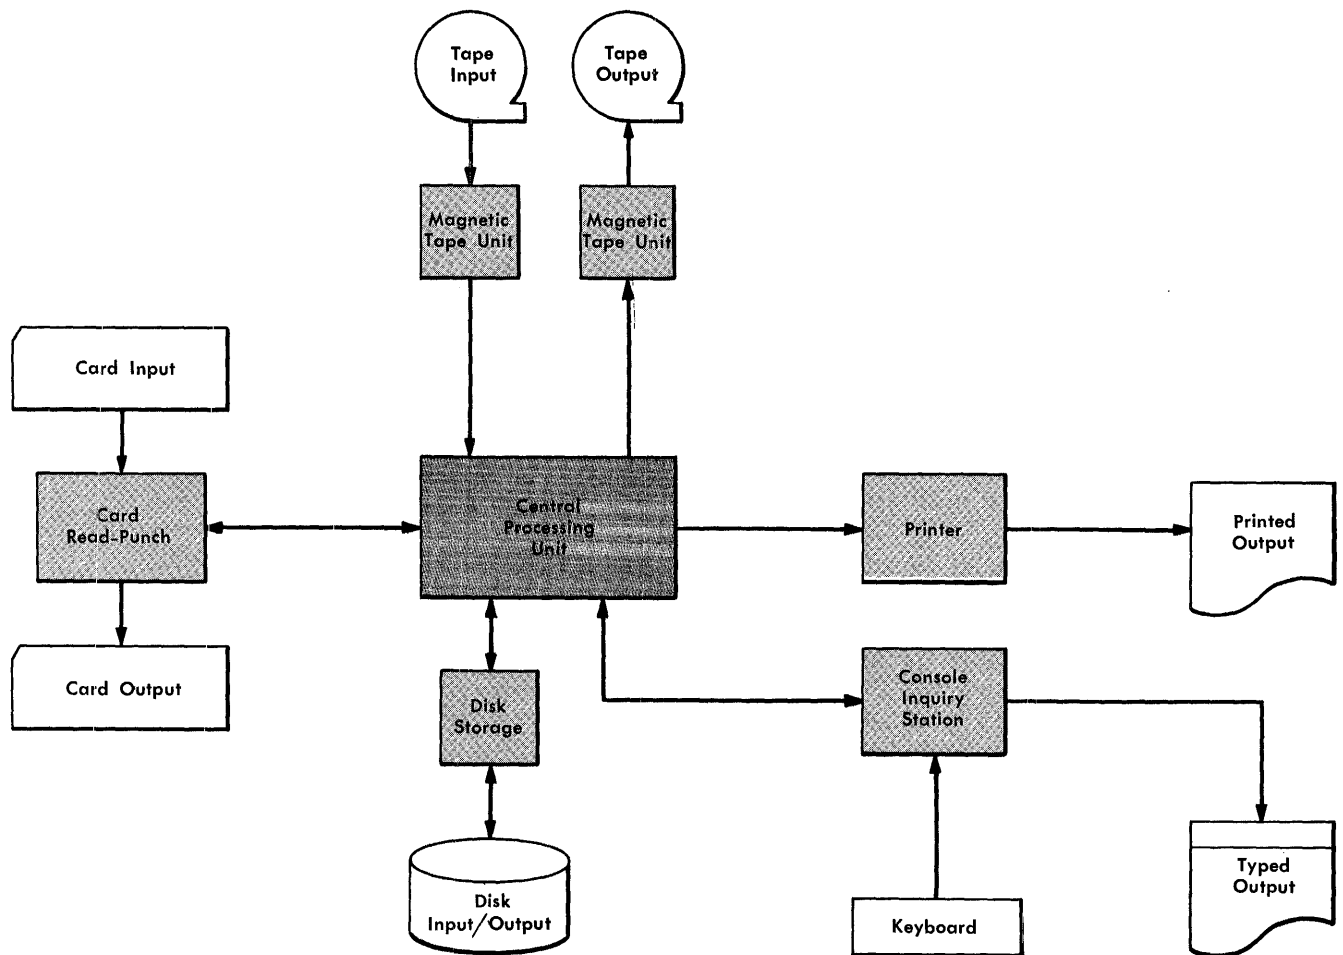 Tape
Input
Tape
Output
Magnetic
Tape Unit
Magnetic
Tape Unit
Card Input
Card
Read-Punch
Central
Processing
Unit
Printer
Printed
Output
Card Output
Disk
Storage
Console
Inquiry
Station
Disk
Input/Output
Keyboard
Typed
Output